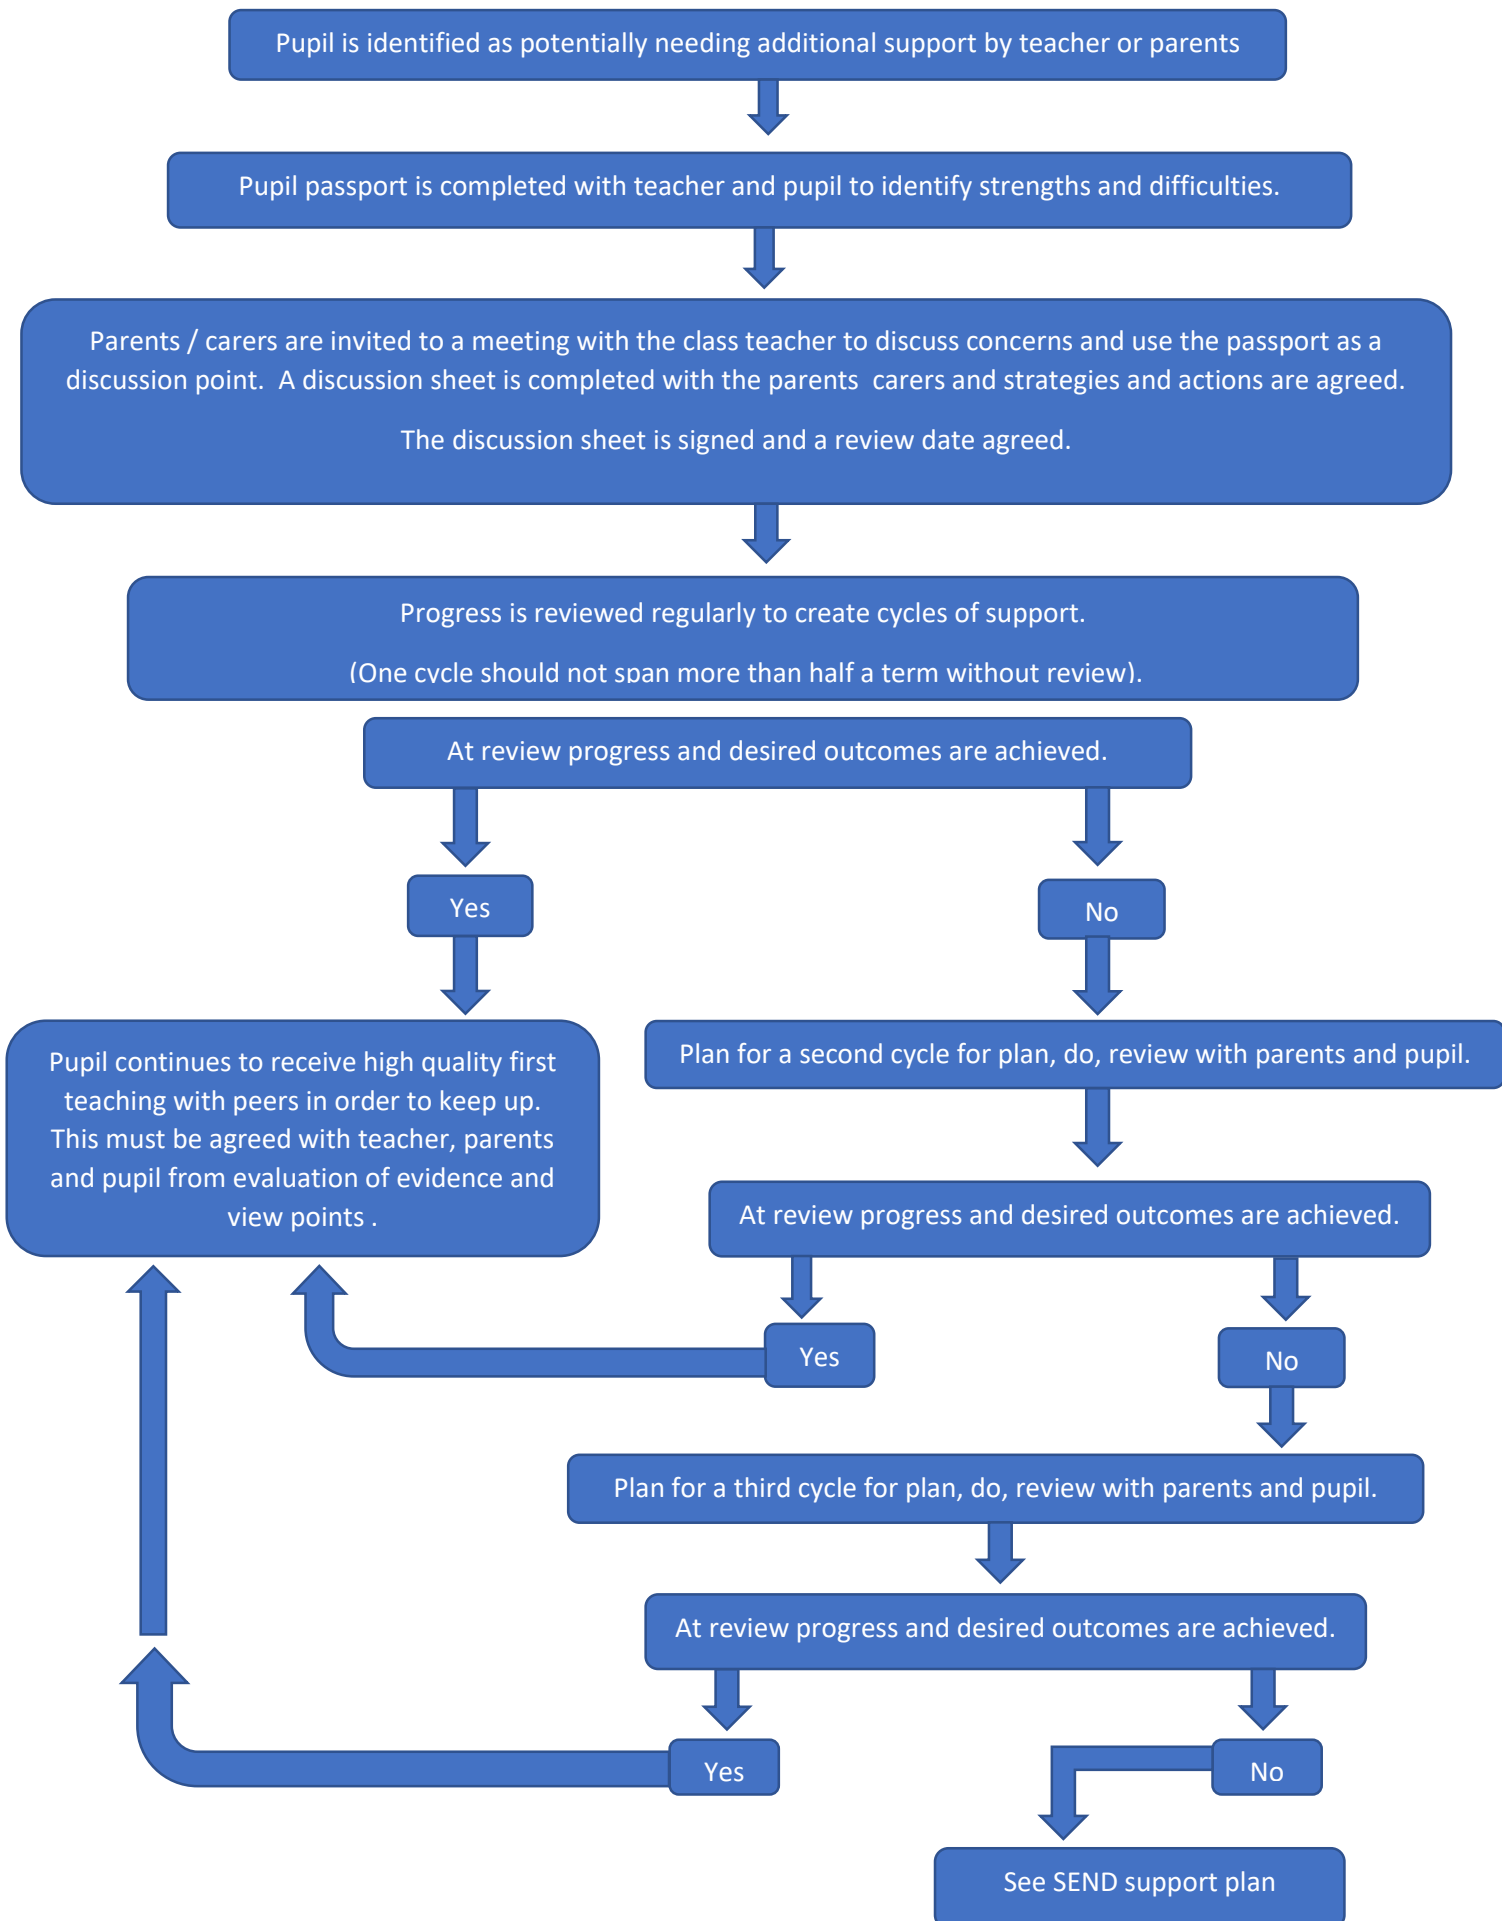 Pupil is identified as potentially needing additional support by teacher or parents
Pupil passport is completed with teacher and pupil to identify strengths and difficulties.
Parents / carers are invited to a meeting with the class teacher to discuss concerns and use the passport as a
discussion point.  A discussion sheet is completed with the parents  carers and strategies and actions are agreed.
The discussion sheet is signed and a review date agreed.
Progress is reviewed regularly to create cycles of support.
(One cycle should not span more than half a term without review).
At review progress and desired outcomes are achieved.
Yes
No
Pupil continues to receive high quality first
teaching with peers in order to keep up.
This must be agreed with teacher, parents
and pupil from evaluation of evidence and
view points .
Plan for a second cycle for plan, do, review with parents and pupil.
At review progress and desired outcomes are achieved.
Yes
No
Plan for a third cycle for plan, do, review with parents and pupil.
At review progress and desired outcomes are achieved.
Yes
No
See SEND support plan